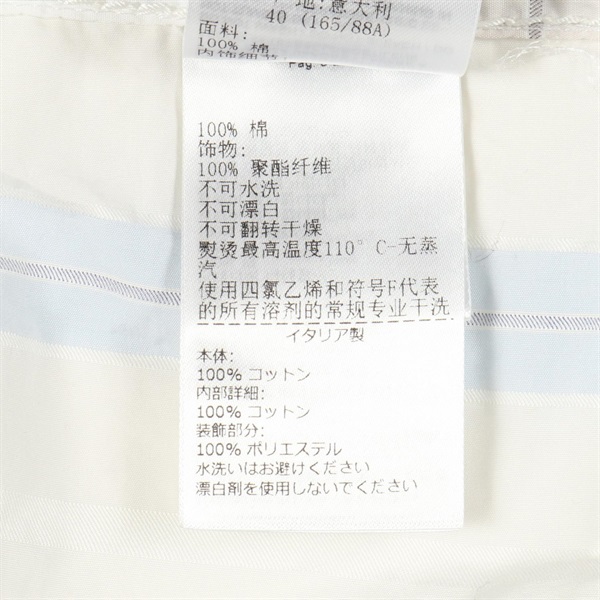 地:意大利
40 (165/88A)
面料:
100% 棉
100% 棉
饰物:
100% 聚酯纤维
不可水洗
不可漂白
不可翻转干燥
熨烫最高温度110° C-无蒸
汽
使用四氯乙烯和符号F代表
的所有溶剂的常规专业干洗
イタリア製
本体:
100% コットン
内部詳細:
100% コットン
装飾部分:
100% ポリエステル
水洗いはお避けください
漂白剤を使用しないでください